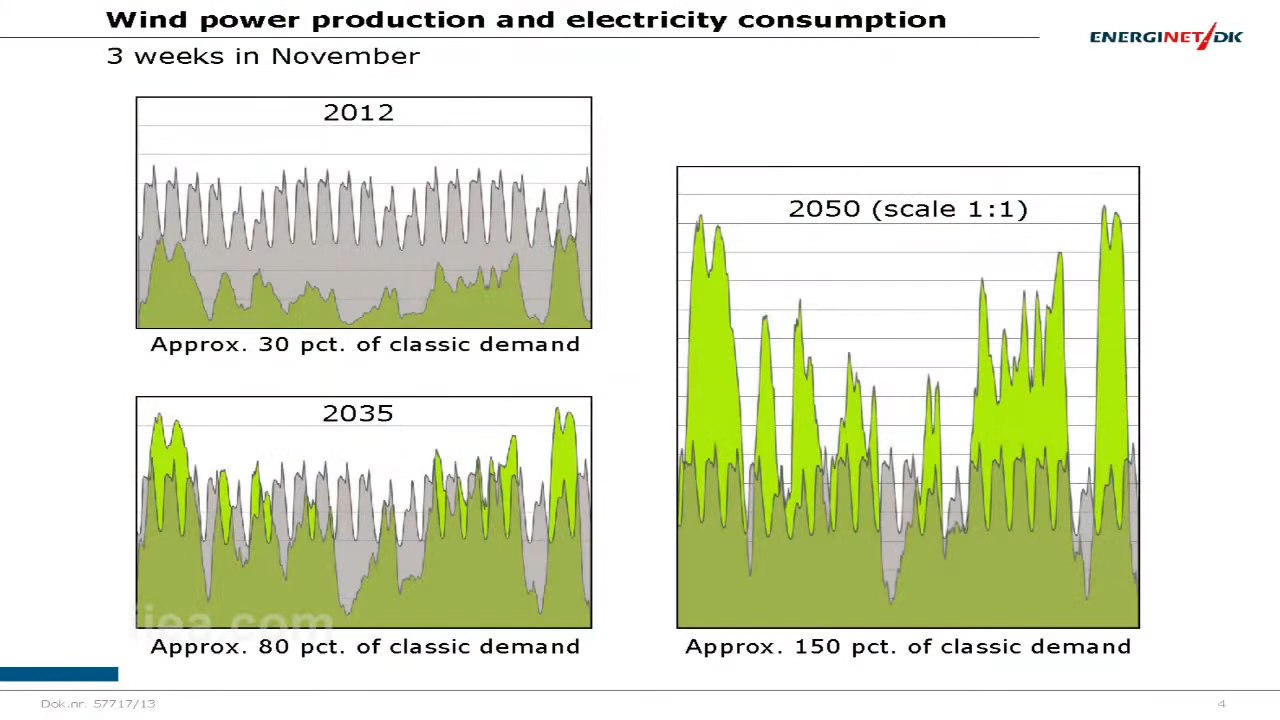 Wind power production and electricity consumption
ENERGINET/DK
3 weeks in November
2012
Approx. 30 pct. of classic demand
2035
Approx. 80 pct. of classic demand
2050 (scale 1:1)
Approx. 150 pct. of classic demand
iiea.com
Dok.nr. 57717/13
4